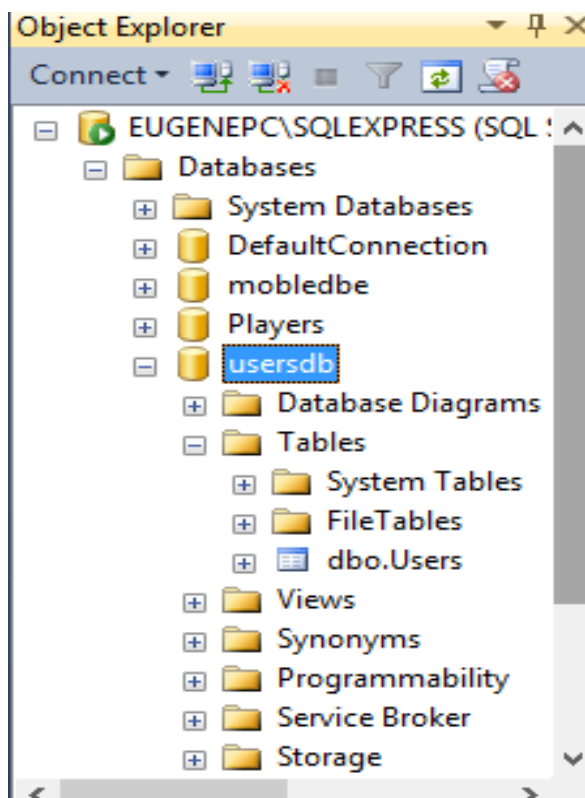 Object Explorer
Connect
EUGENEPC\SQLEXPRESS (SQL S
Databases
System Databases
DefaultConnection
mobledbe
Players
usersdb
Database Diagrams
Tables
System Tables
FileTables
dbo.Users
Views
Synonyms
Programmability
Service Broker
Storage